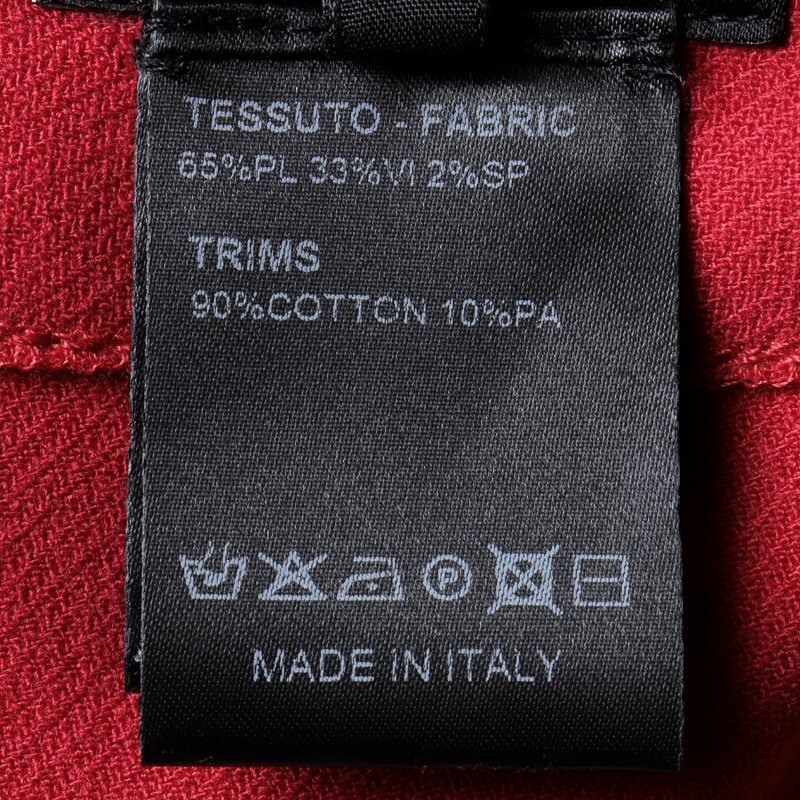 TESSUTO - FABRIC
65%PL 33%VI 2%SP
TRIMS
90%COTTON 10%PA
P
MADE IN ITALY